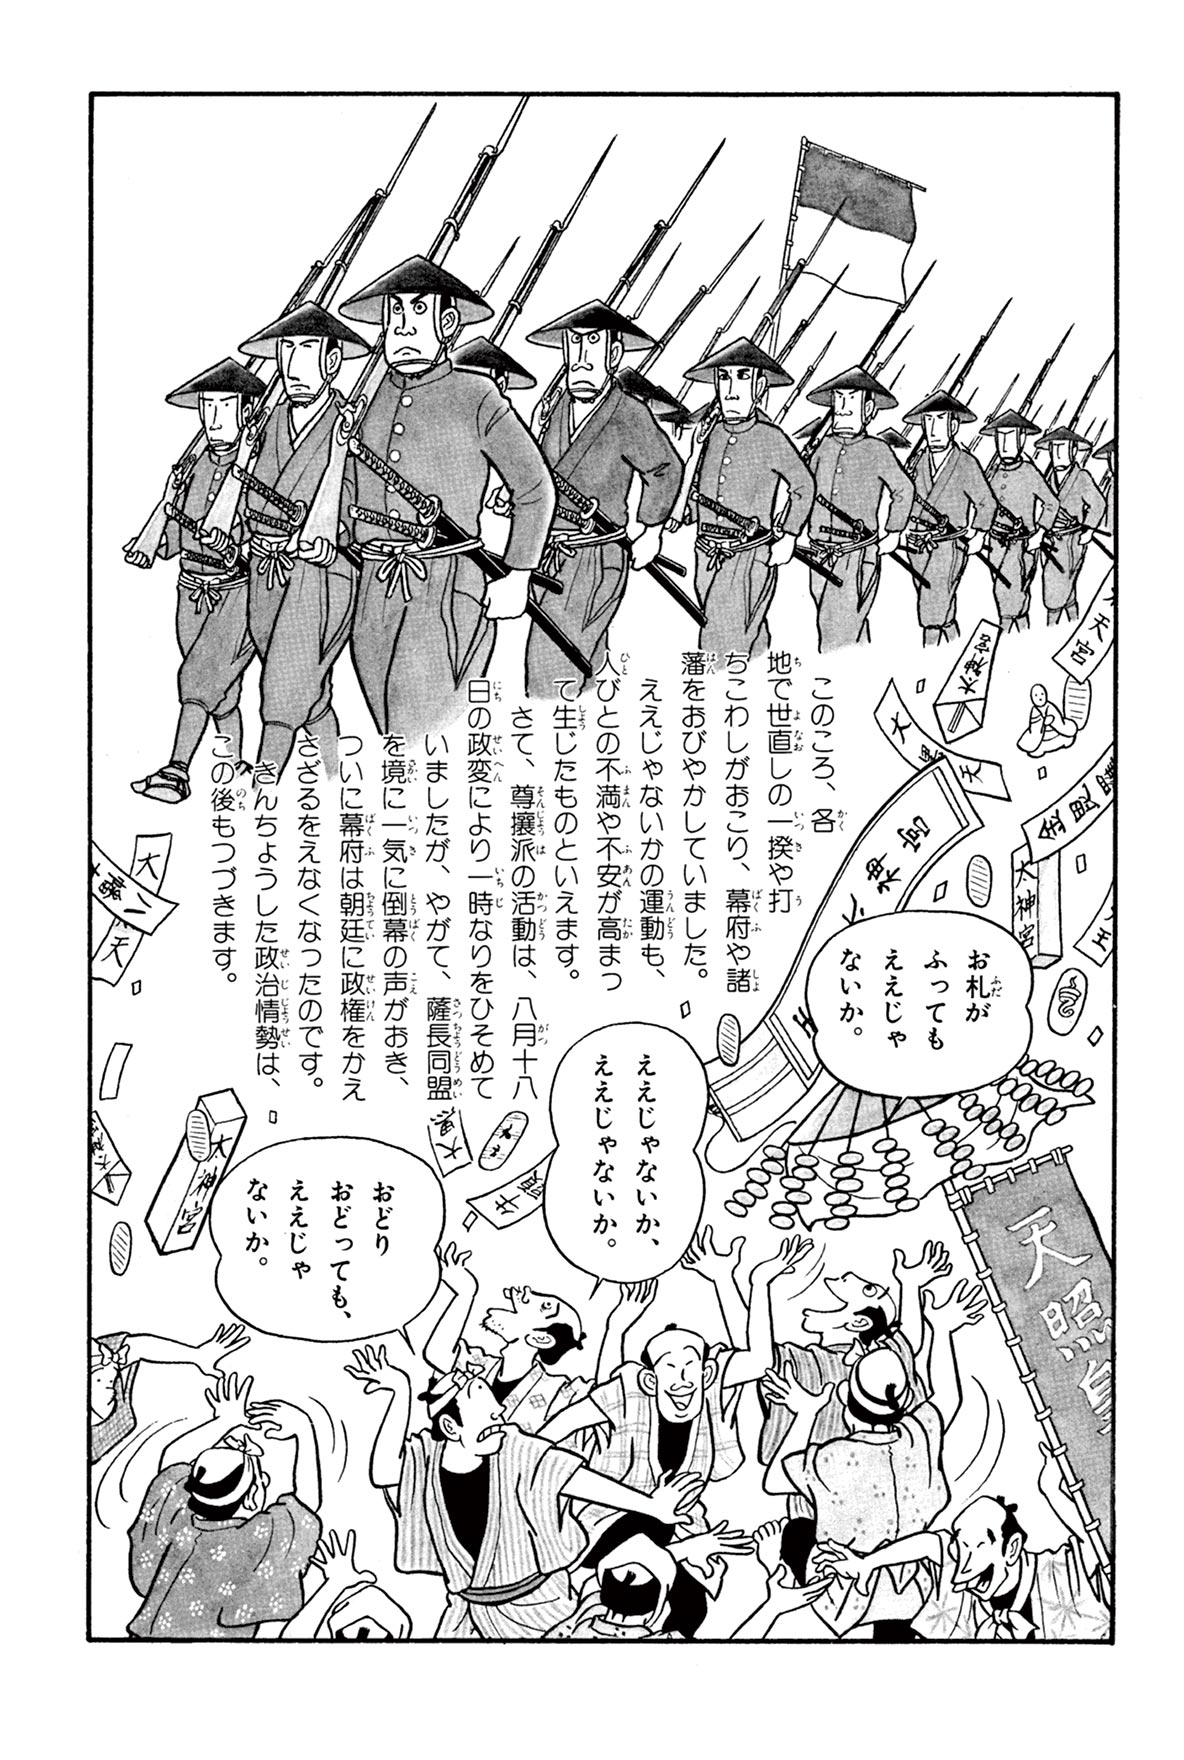 このころ、各
地で世直しの一揆や打
ちこわしがおこり、幕府や諸
藩をおびやかしていました。
ええじゃないかの運動も、
人びとの不満や不安が高まっ
て生じたものといえます。
さて、尊攘派の活動は、八月十八
日の政変により一時なりをひそめて
いましたが、やがて、薩長同盟
を境に一気に倒幕の声がおき、
ついに幕府は朝廷に政権をかえ
さざるをえなくなったのです。
きんちょうした政治情勢は、
この後もつづきます。
お札が
ふっても
ええじゃ
ないか。
ええじゃないか、
ええじゃないか。
おどり
おどっても、
ええじゃ
ないか。
天照皇
大神宮
大神宮
大神宮
天宮